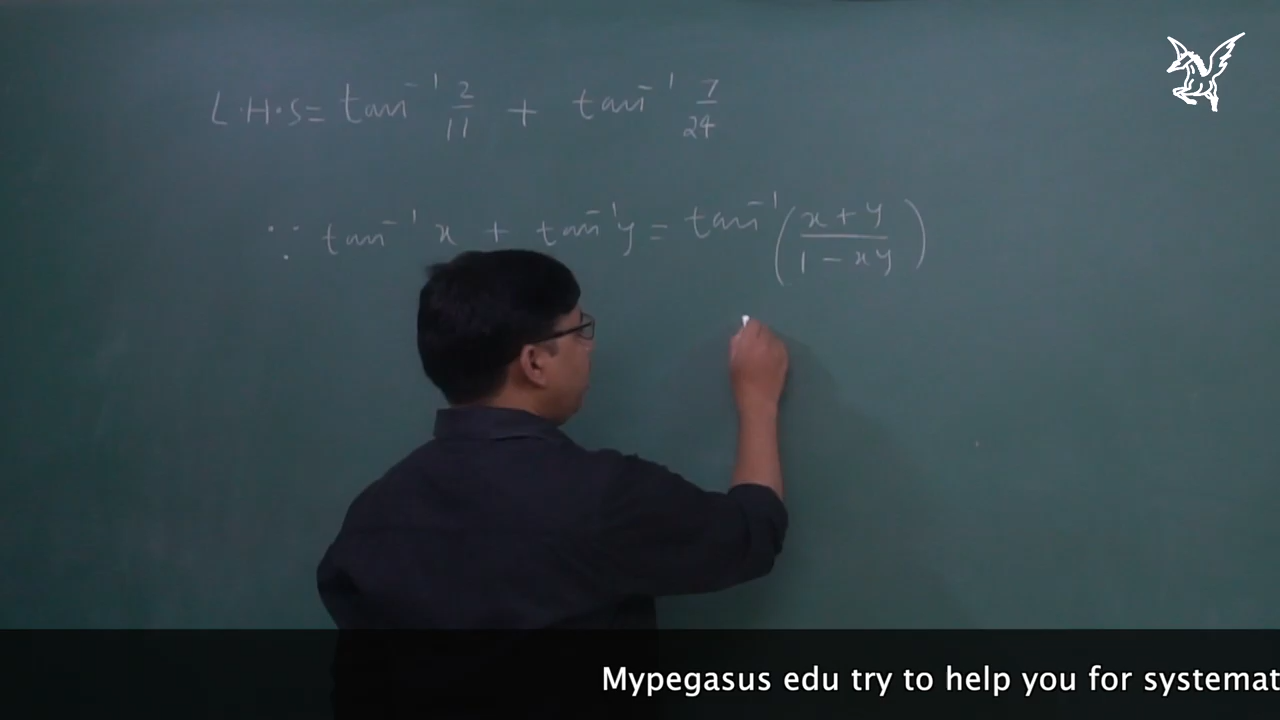 L.H.S = tan⁻¹ 2/11 + tan⁻¹ 7/24
∵ tan⁻¹ x + tan⁻¹ y = tan⁻¹ ( x + y / 1 - xy )
Mypegasus edu try to help you for systemat